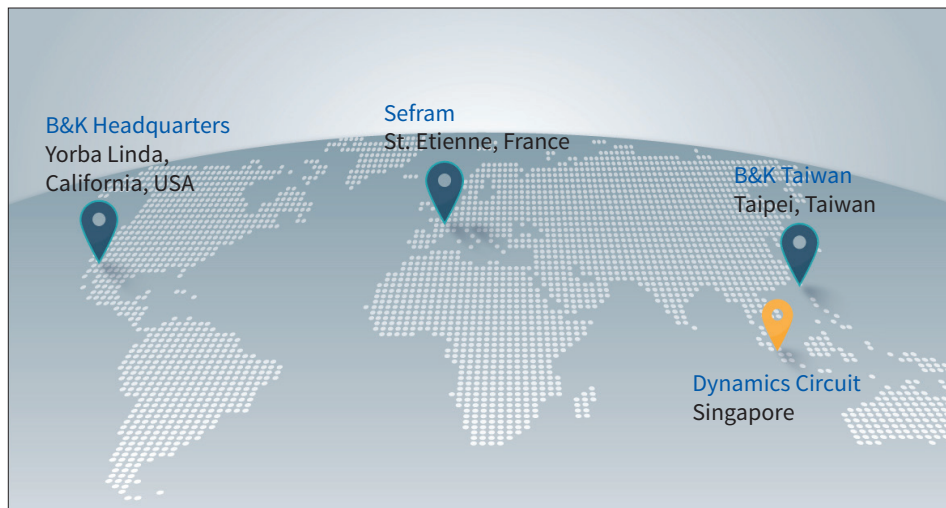 B&K Headquarters
Yorba Linda,
California, USA
Sefram
St. Etienne, France
B&K Taiwan
Taipei, Taiwan
Dynamics Circuit
Singapore